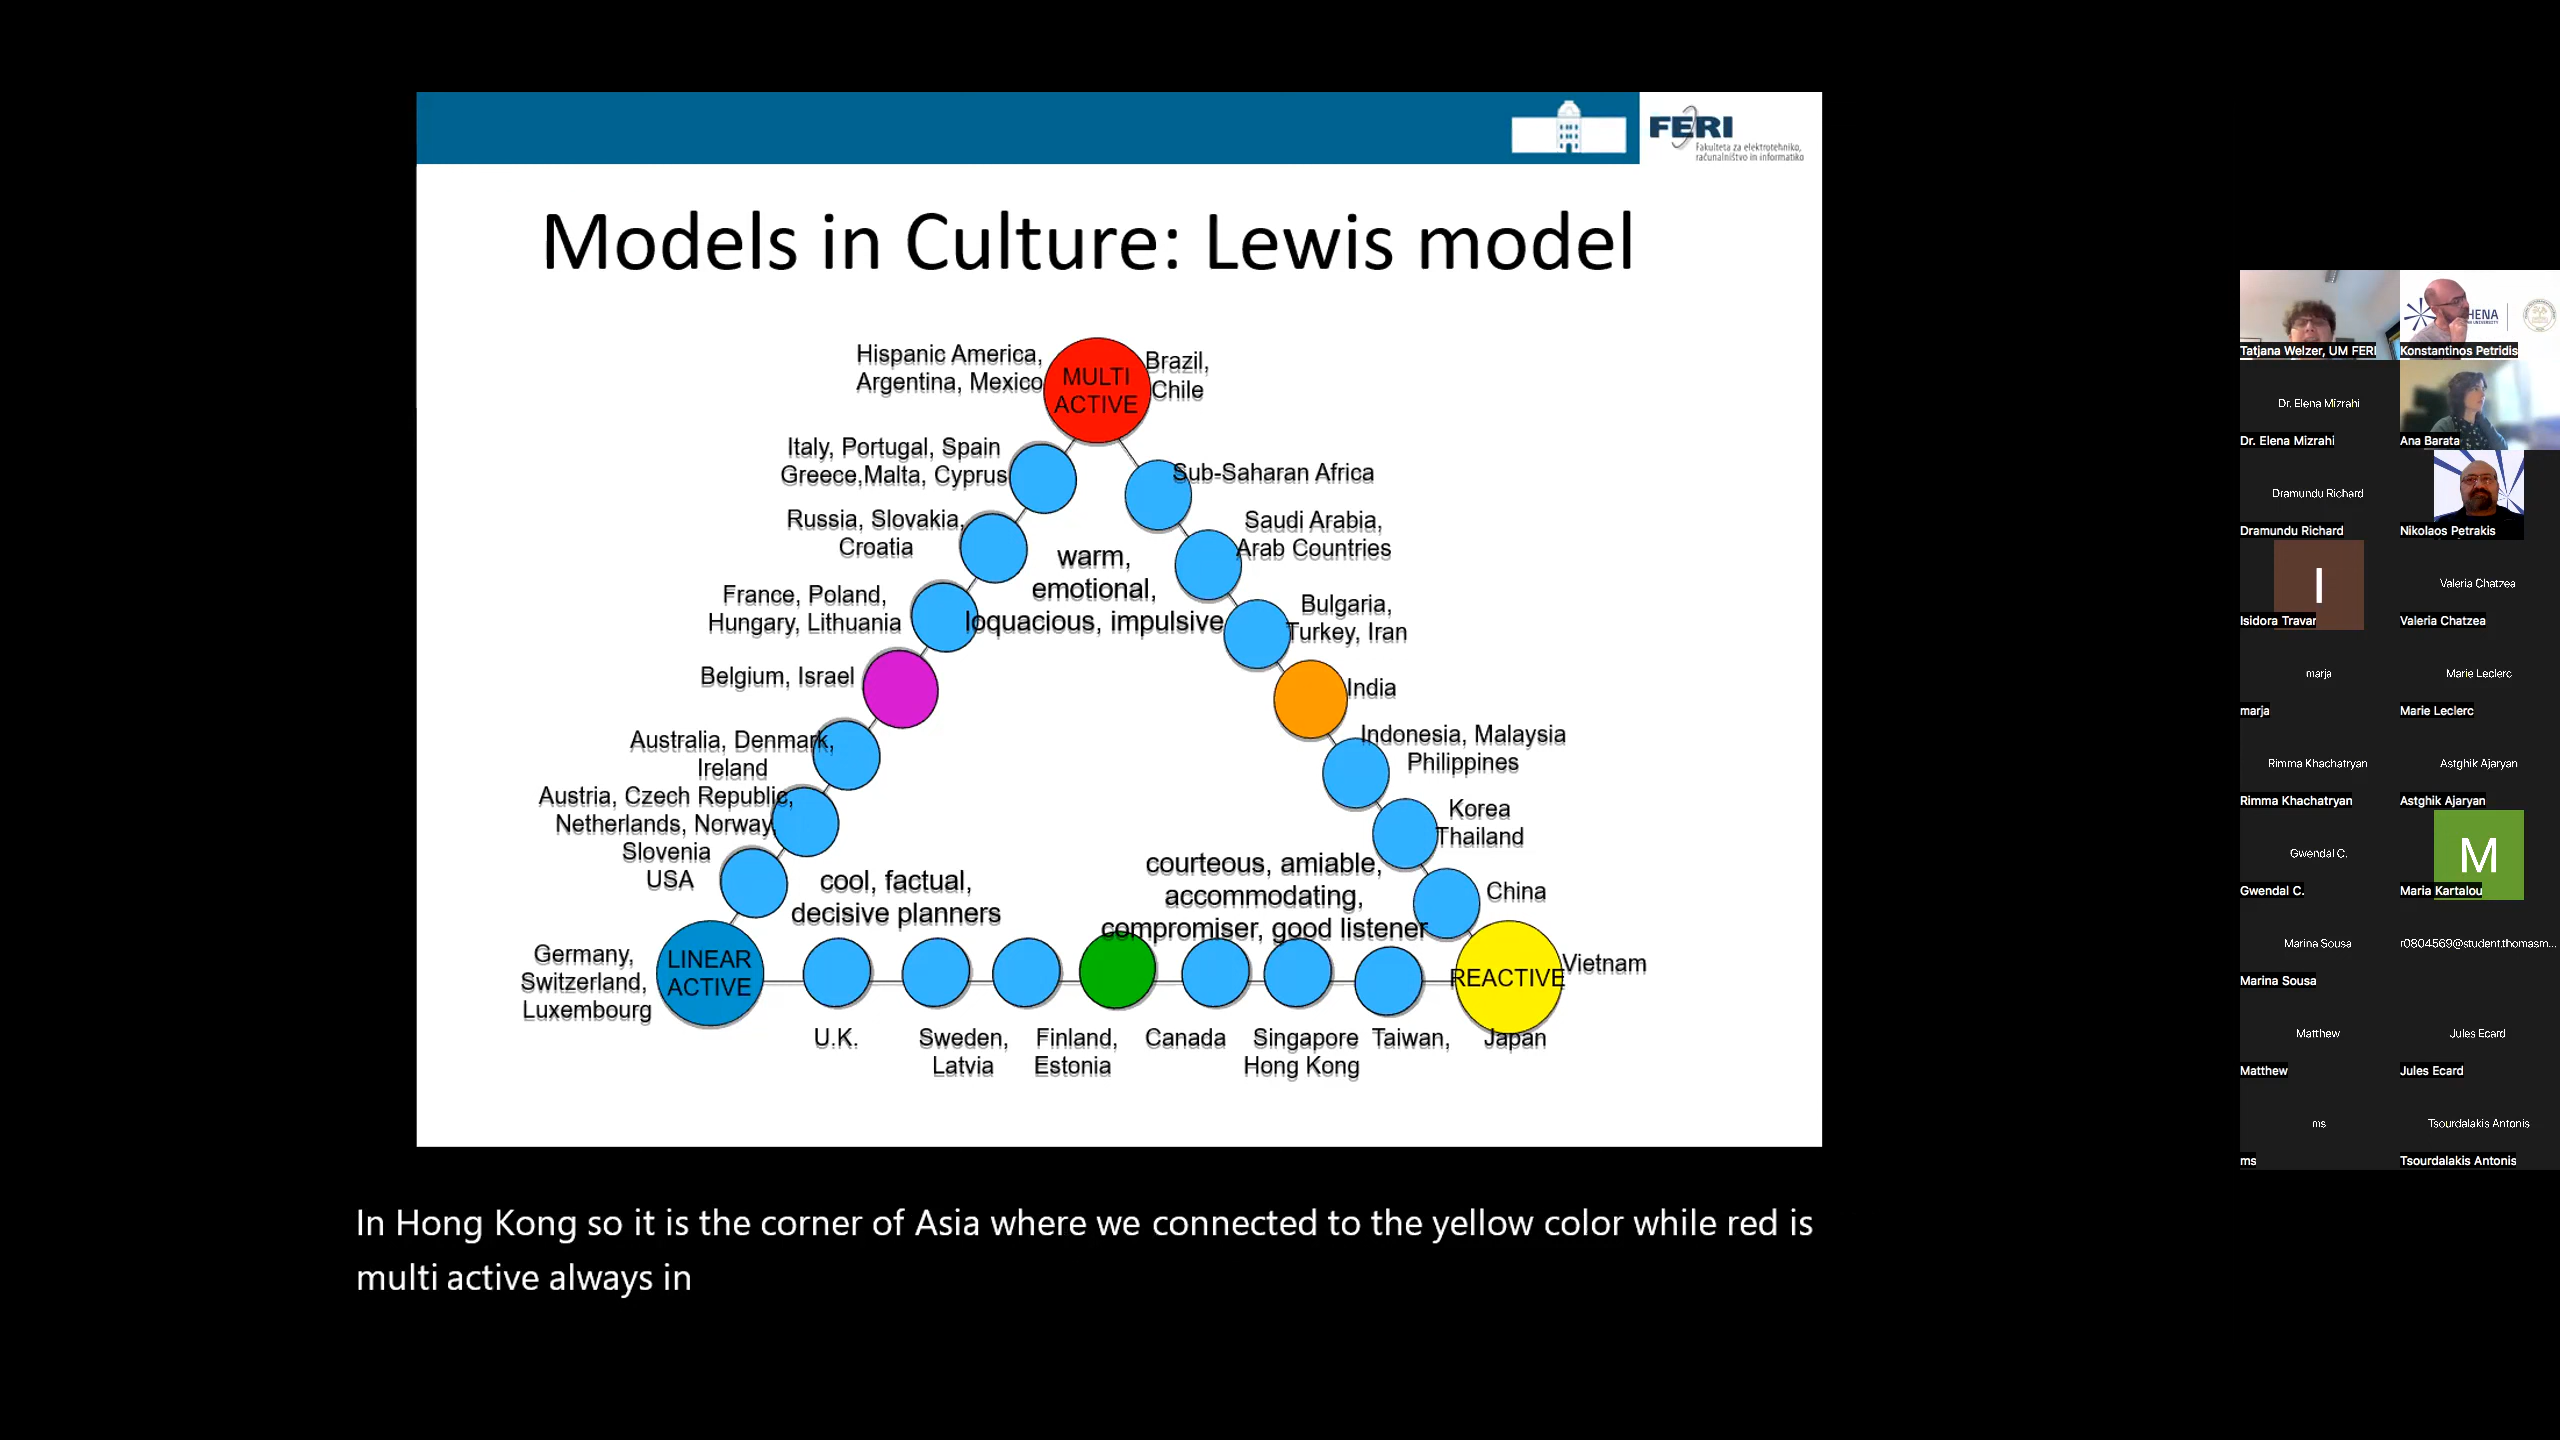 FERI
Fakulteta za elektrotehniko,
računalništvo in informatiko
Models in Culture: Lewis model
Hispanic America,
Argentina, Mexico
MULTI
ACTIVE
Brazil,
Chile
Italy, Portugal, Spain
Greece,Malta, Cyprus
Sub-Saharan Africa
Russia, Slovakia,
Croatia
Saudi Arabia,
Arab Countries
warm,
emotional,
loquacious, impulsive
France, Poland,
Hungary, Lithuania
Bulgaria,
Turkey, Iran
Belgium, Israel
India
Australia, Denmark,
Ireland
Indonesia, Malaysia
Philippines
Austria, Czech Republic,
Netherlands, Norway,
Slovenia
USA
Korea
Thailand
cool, factual,
decisive planners
courteous, amiable,
accommodating,
compromiser, good listener
China
Germany,
Switzerland,
Luxembourg
LINEAR
ACTIVE
REACTIVE
Vietnam
U.K.
Sweden,
Latvia
Finland,
Estonia
Canada
Singapore
Hong Kong
Taiwan,
Japan
In Hong Kong so it is the corner of Asia where we connected to the yellow color while red is
multi active always in
Tatjana Welzer, UM FERI
HENA
Konstantinos Petridis
Dr. Elena Mizrahi
Dr. Elena Mizrahi
Ana Barata
Dramundu Richard
Dramundu Richard
Nikolaos Petrakis
I
Isidora Travar
Valeria Chatzea
Valeria Chatzea
marja
marja
Marie Leclerc
Marie Leclerc
Rimma Khachatryan
Rimma Khachatryan
Astghik Ajaryan
Astghik Ajaryan
Gwendal C.
Gwendal C.
M
Maria Kartalou
Marina Sousa
Marina Sousa
r0804569@student.thomasm...
Matthew
Matthew
Jules Ecard
Jules Ecard
ms
ms
Tsourdalakis Antonis
Tsourdalakis Antonis